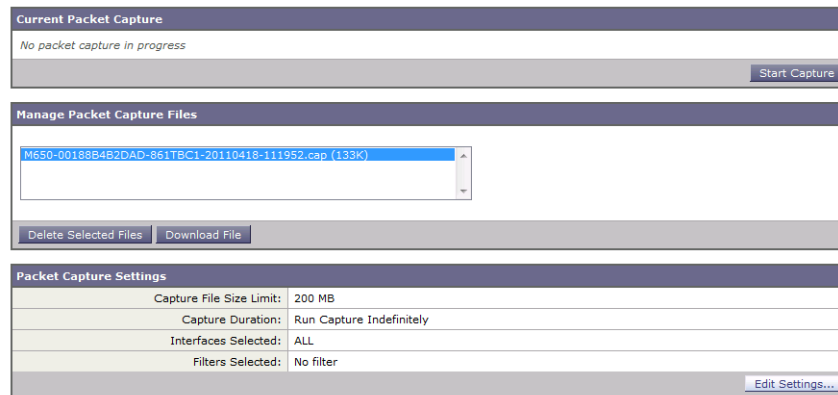 Current Packet Capture
No packet capture in progress
Start Capture
Manage Packet Capture Files
M650-00188B4B2DAD-861TBC1-20110418-111952.cap (133K)
Delete Selected Files Download File
Packet Capture Settings
Capture File Size Limit: 200 MB
Capture Duration: Run Capture Indefinitely
Interfaces Selected: ALL
Filters Selected: No filter
Edit Settings...